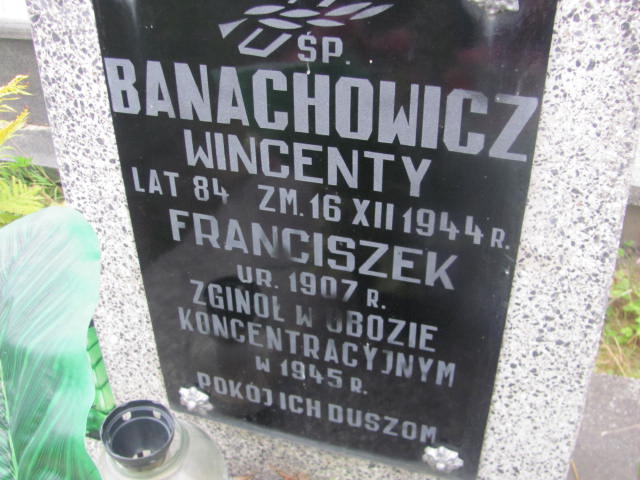 ŚP.
BANACHOWICZ
WINCENTY
LAT 84 ZM. 16 XII 1944 R.
FRANCISZEK
UR. 1907 R.
ZGINOŁ W OBOZIE
KONCENTRACYJNYM
W 1945 R.
POKÓJ ICH DUSZOM